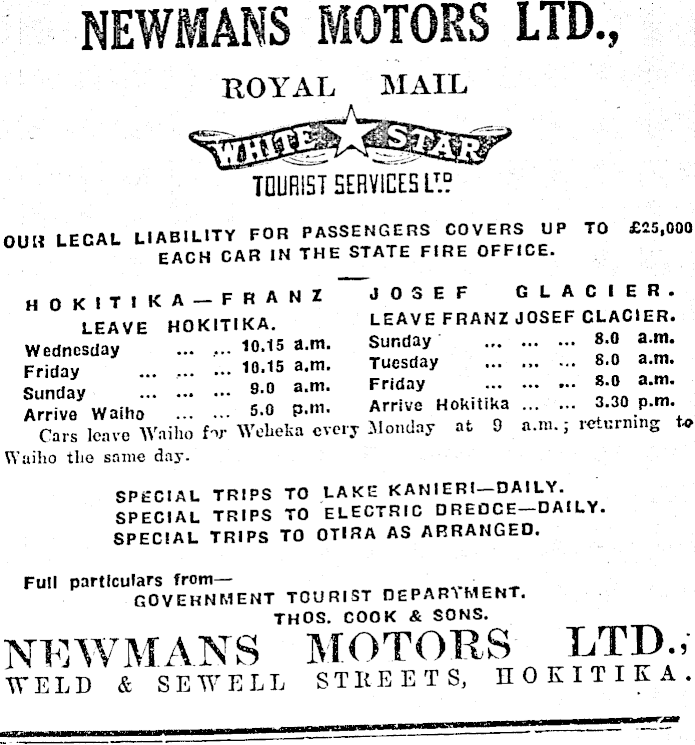 NEWMANS MOTORS LTD.,
ROYAL MAIL
WHITE STAR
TOURIST SERVICES LTD.
OUR LEGAL LIABILITY FOR PASSENGERS COVERS UP TO £25,000
EACH CAR IN THE STATE FIRE OFFICE.
HOKITIKA—FRANZ JOSEF GLACIER.
LEAVE HOKITIKA.
Wednesday ... ... 10.15 a.m.
Friday ... ... ... 10.15 a.m.
Sunday ... ... ... 9.0 a.m.
Arrive Waiho ... ... 5.0 p.m.
LEAVE FRANZ JOSEF GLACIER.
Sunday ... ... ... 8.0 a.m.
Tuesday ... ... ... 8.0 a.m.
Friday ... ... ... 8.0 a.m.
Arrive Hokitika ... ... 3.30 p.m.
Cars leave Waiho for Weheka every Monday at 9 a.m.; returning to
Waiho the same day.
SPECIAL TRIPS TO LAKE KANIERI—DAILY.
SPECIAL TRIPS TO ELECTRIC DREDGE—DAILY.
SPECIAL TRIPS TO OTIRA AS ARRANGED.
Full particulars from—
GOVERNMENT TOURIST DEPARTMENT.
THOS. COOK & SONS.
NEWMANS MOTORS LTD.,
WELD & SEWELL STREETS, HOKITIKA.